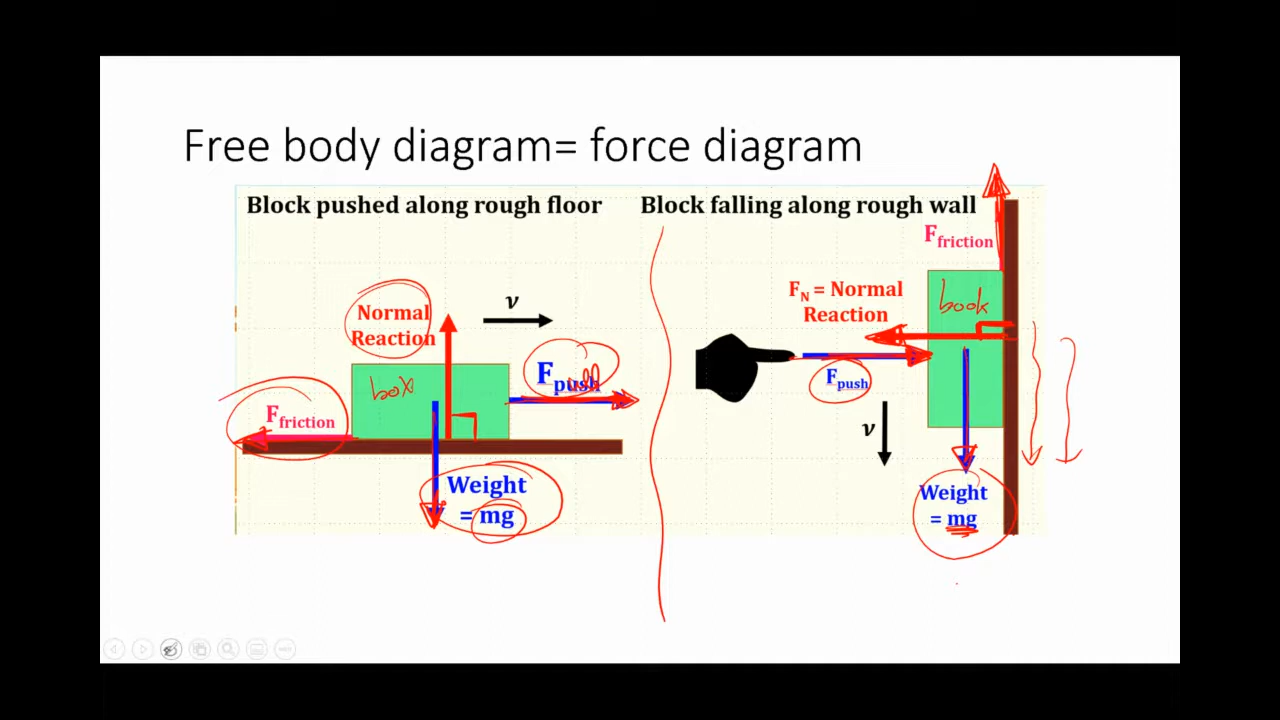 Free body diagram= force diagram
Block pushed along rough floor
Normal
Reaction
v
box
F push
F friction
Weight
= mg
Block falling along rough wall
F friction
F N = Normal
Reaction
book
F push
v
Weight
= mg